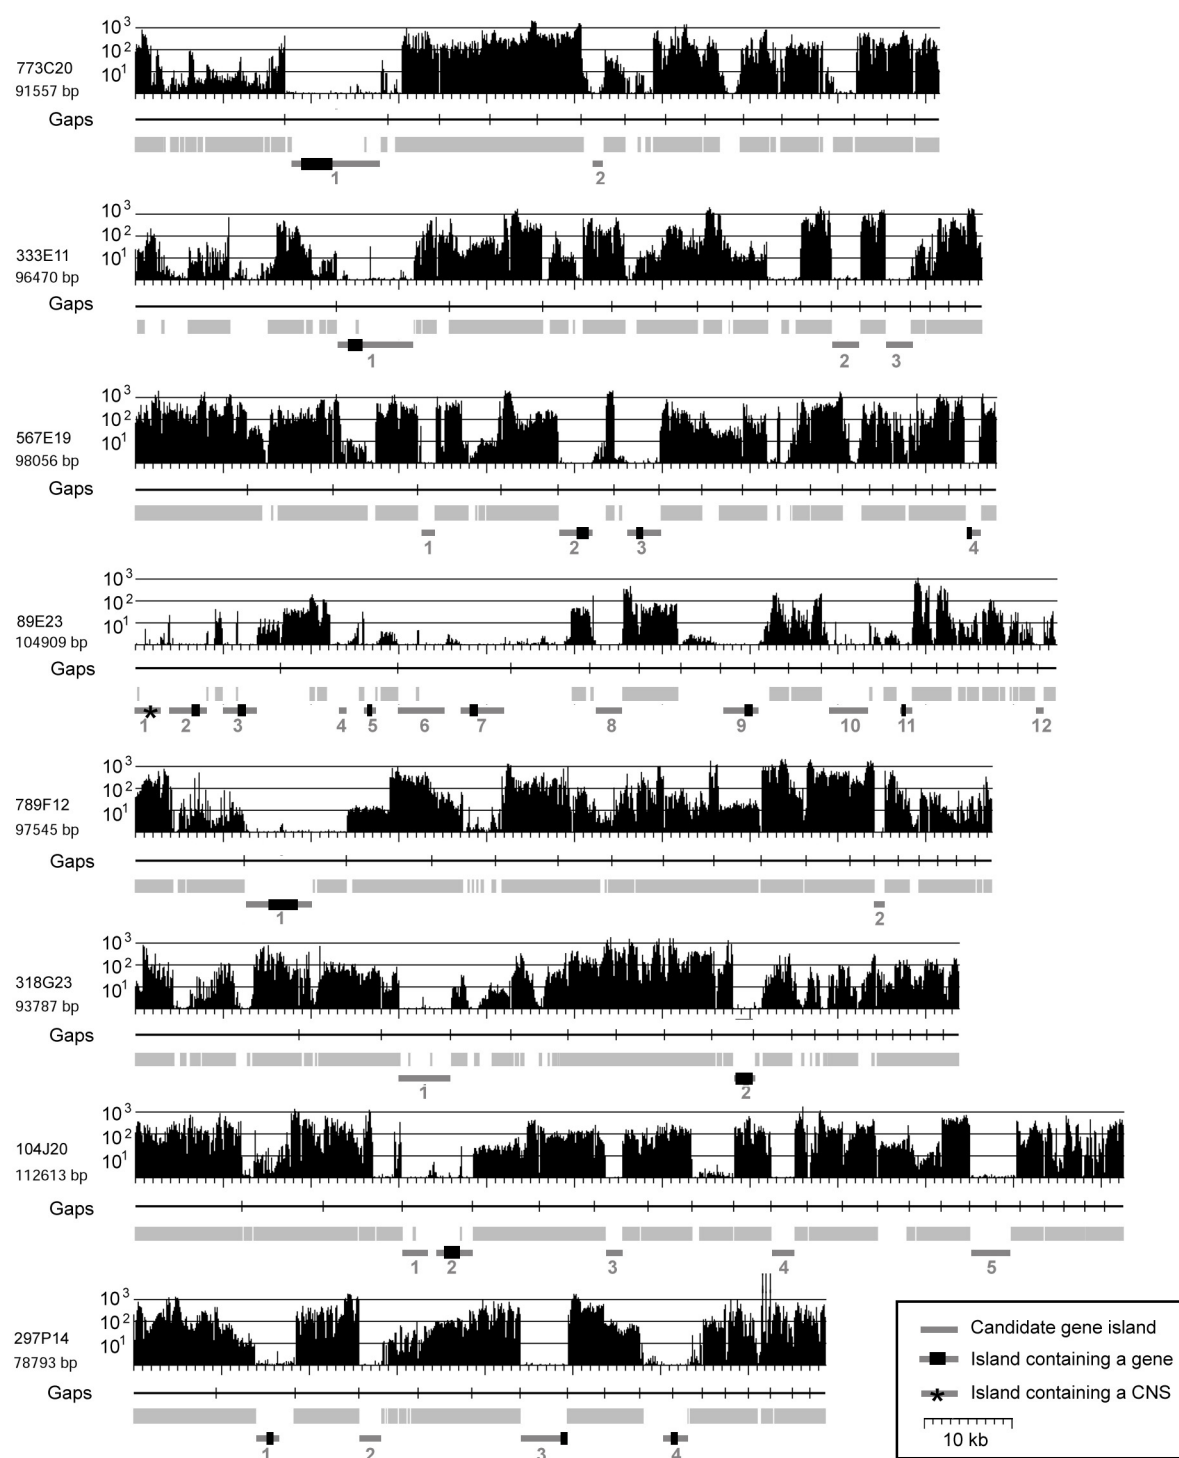 10³
10²
10¹
773C20
91557 bp
Gaps
1 2
10³
10²
10¹
333E11
96470 bp
Gaps
1 2 3
10³
10²
10¹
567E19
98056 bp
Gaps
1 2 3 4
10³
10²
10¹
89E23
104909 bp
Gaps
1 2 3 4 5 6 7 8 9 10 11 12
10³
10²
10¹
789F12
97545 bp
Gaps
1 2
10³
10²
10¹
318G23
93787 bp
Gaps
1 2
10³
10²
10¹
104J20
112613 bp
Gaps
1 2 3 4 5
10³
10²
10¹
297P14
78793 bp
Gaps
1 2 3 4
Candidate gene island
Island containing a gene
Island containing a CNS
10 kb